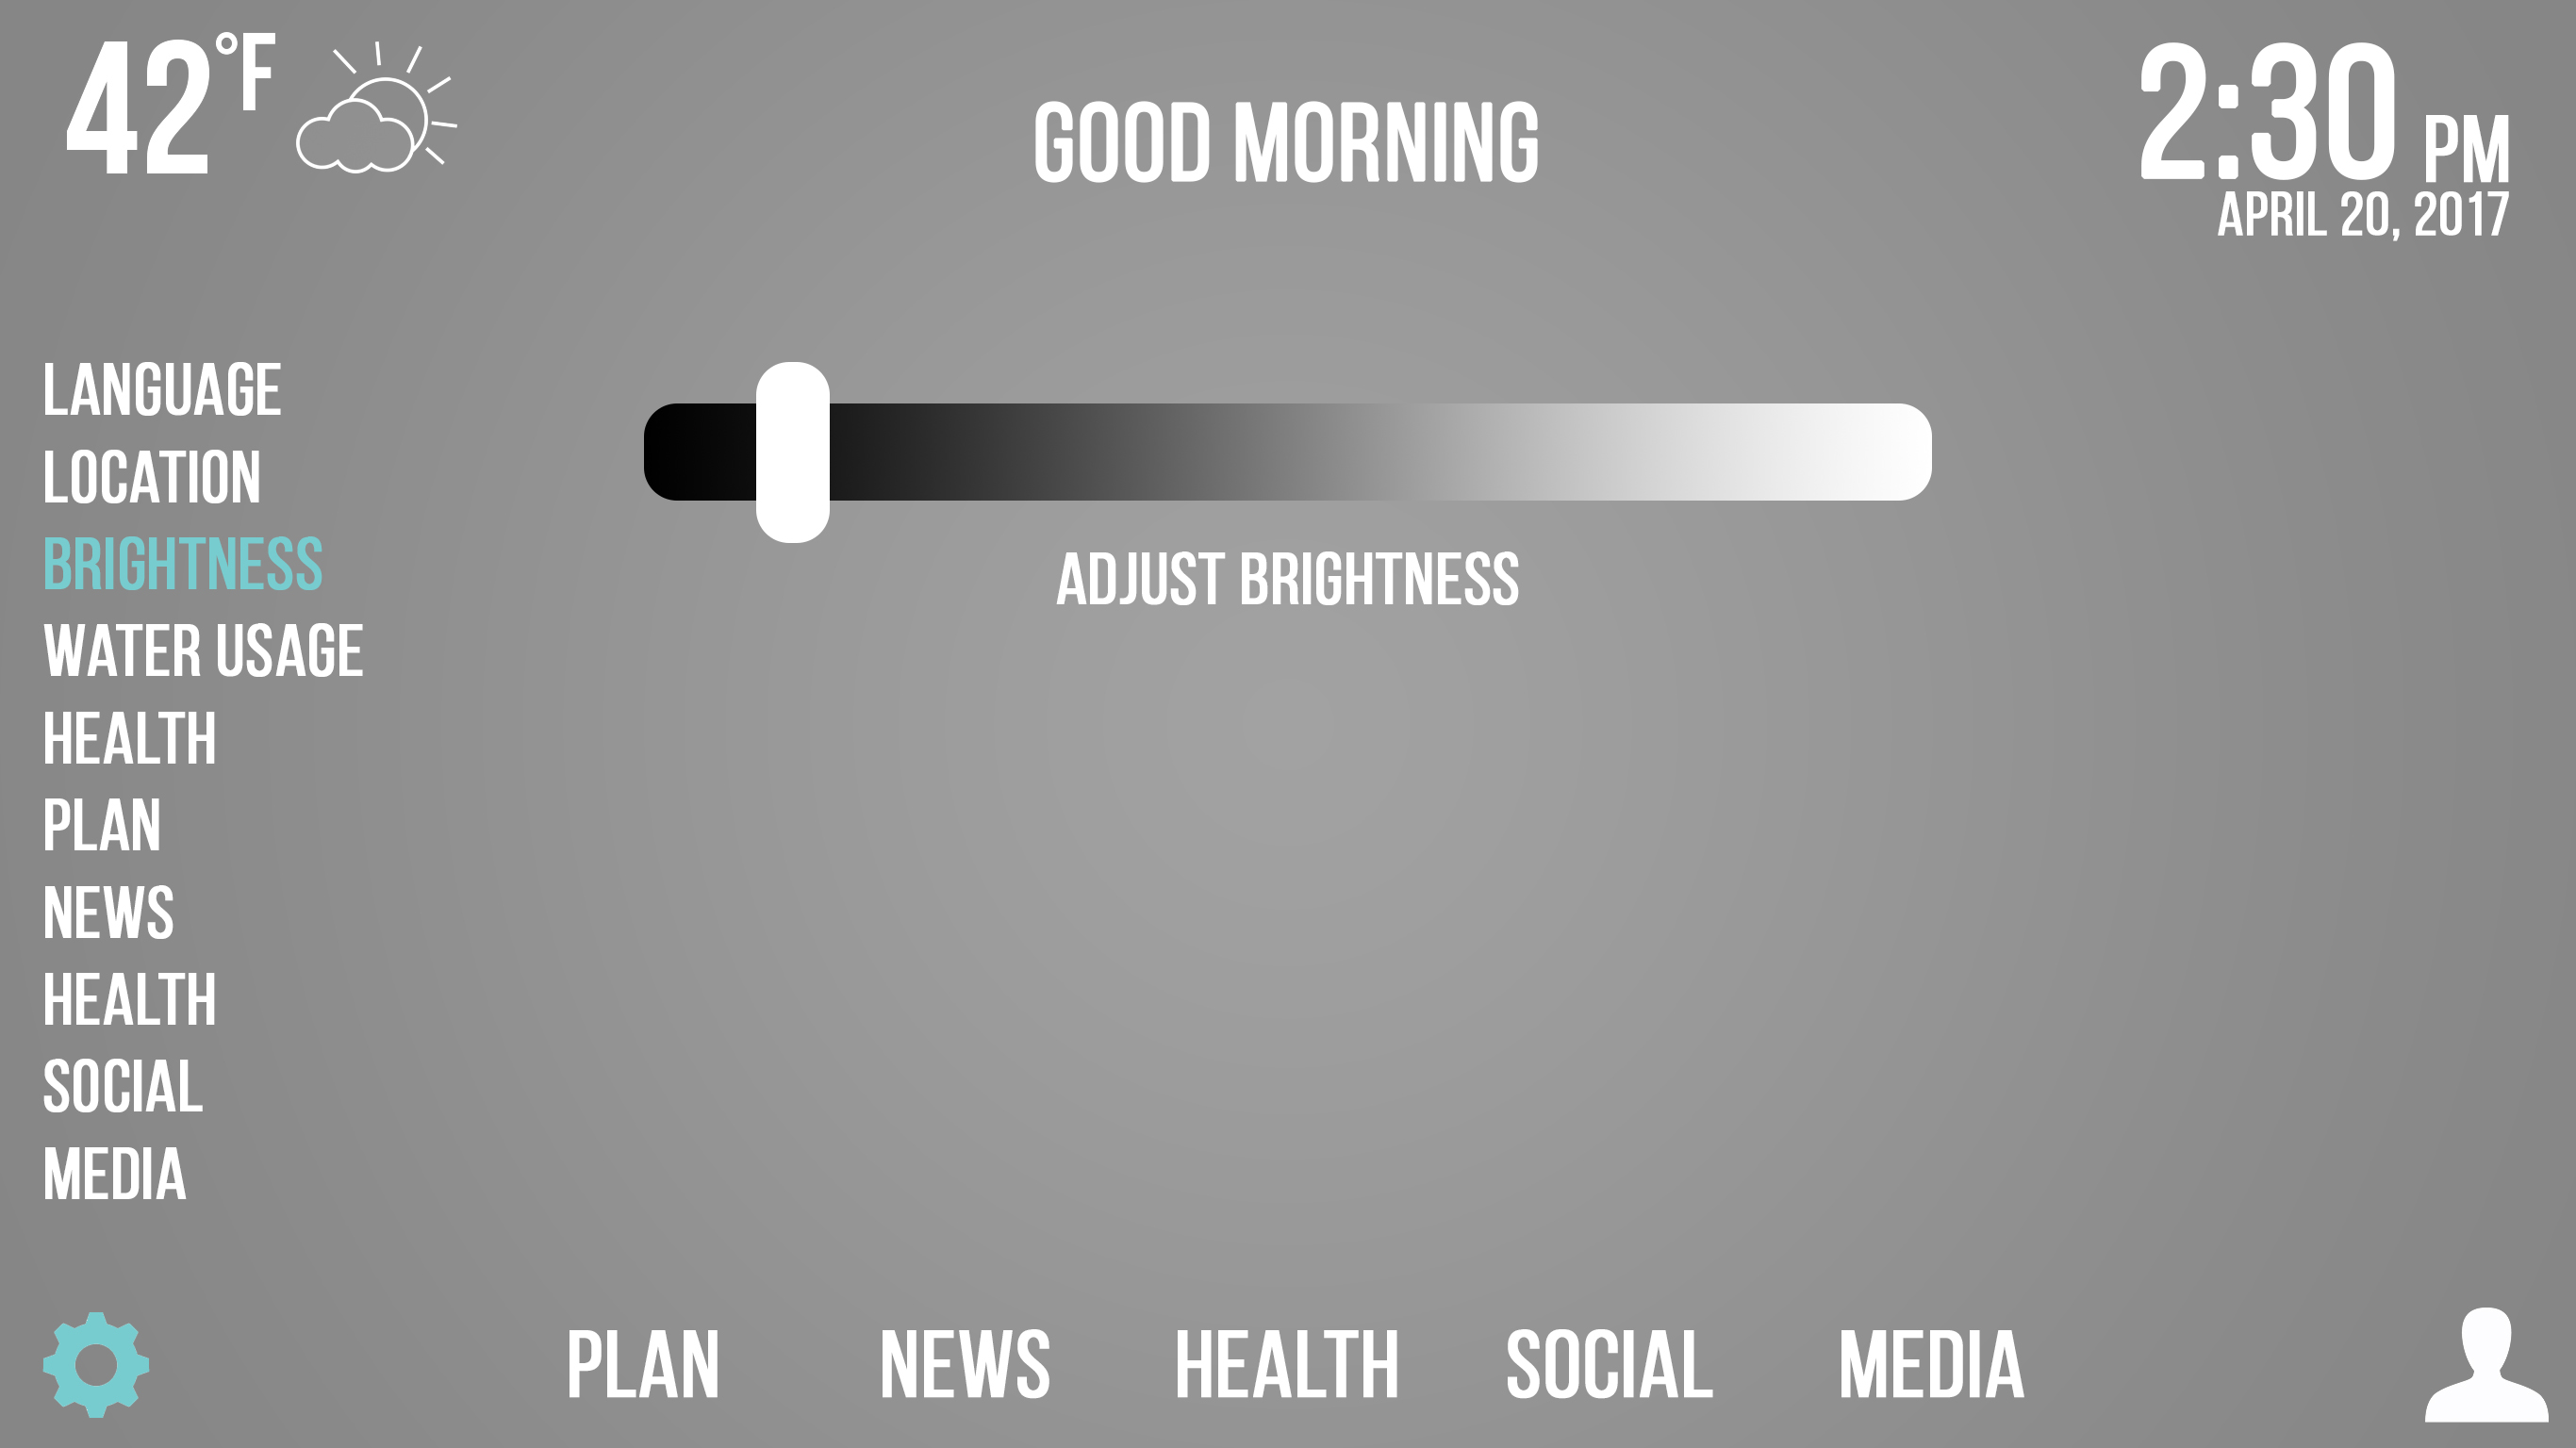 42°F
GOOD MORNING
2:30 PM
APRIL 20, 2017
LANGUAGE
LOCATION
BRIGHTNESS
WATER USAGE
HEALTH
PLAN
NEWS
HEALTH
SOCIAL
MEDIA
ADJUST BRIGHTNESS
PLAN NEWS HEALTH SOCIAL MEDIA